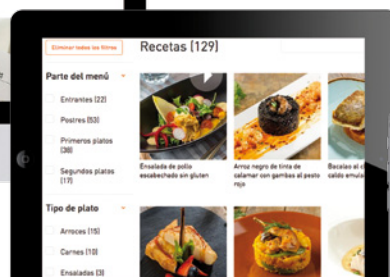 Eliminar todos los filtros
Recetas (129)
Parte del menú
Entrantes (22)
Postres (53)
Primeros platos
(38)
Segundos platos
(17)
Tipo de plato
Arroces (15)
Carnes (10)
Ensaladas (3)
Ensalada de pollo
escabechado sin gluten
Arroz negro de tinta de
calamar con gambas al pesto
rojo
Bacalao al c
caldo emuls